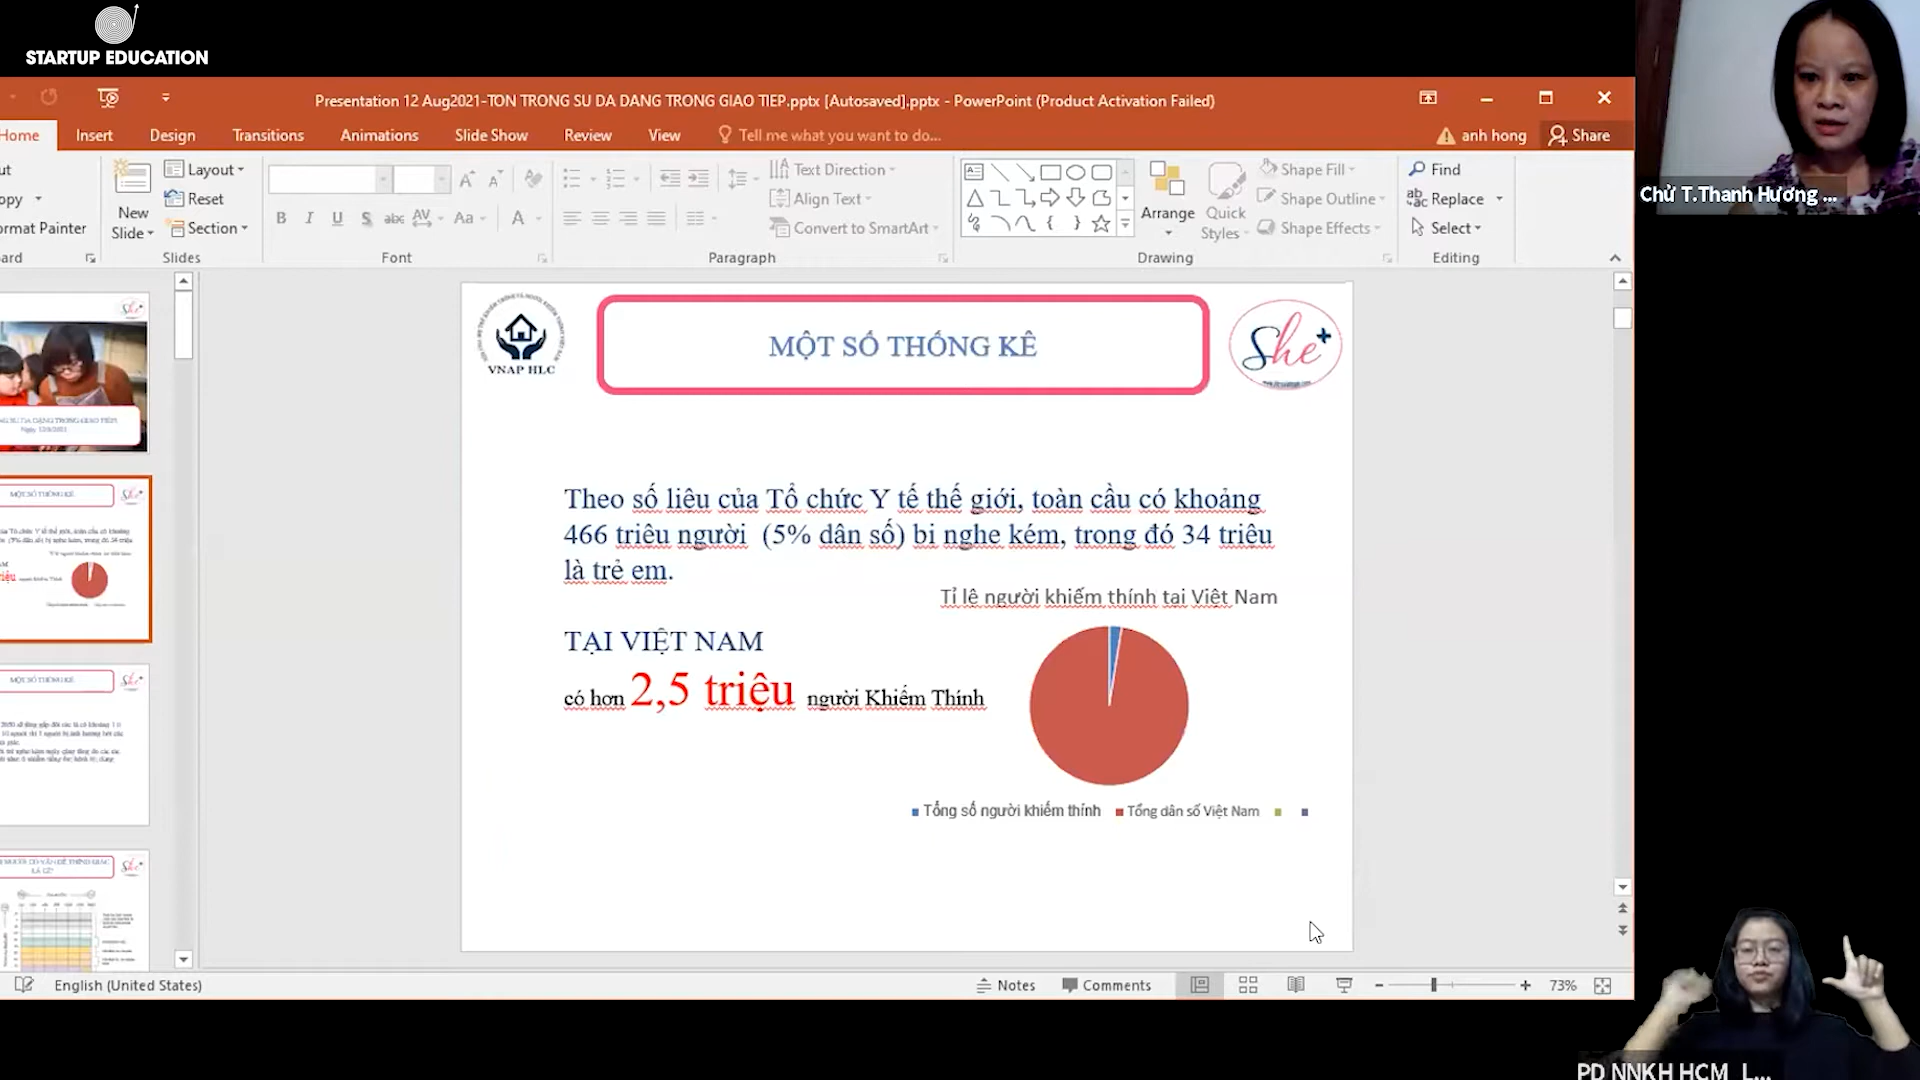 STARTUP EDUCATION
Presentation 12 Aug2021-TON TRONG SU DA DANG TRONG GIAO TIEP.pptx [Autosaved].pptx - PowerPoint (Product Activation Failed)
Home Insert Design Transitions Animations Slide Show Review View Tell me what you want to do... anh hong Share
Layout Text Direction Shape Fill Find
Reset Align Text Shape Outline Replace
New Slide Section Convert to SmartArt Arrange Quick Styles Shape Effects Select
Format Painter
Slides Font Paragraph Drawing Editing
Chử T.Thanh Hương ...
VNAP HLC
MỘT SỐ THỐNG KÊ
She+
Theo số liệu của Tổ chức Y tế thế giới, toàn cầu có khoảng
466 triệu người (5% dân số) bị nghe kém, trong đó 34 triệu
là trẻ em.
Tỉ lệ người khiếm thính tại Việt Nam
TẠI VIỆT NAM
có hơn 2,5 triệu người Khiếm Thính
Tổng số người khiếm thính Tổng dân số Việt Nam
English (United States) Notes Comments 73%
PD NNKH HCM_L...